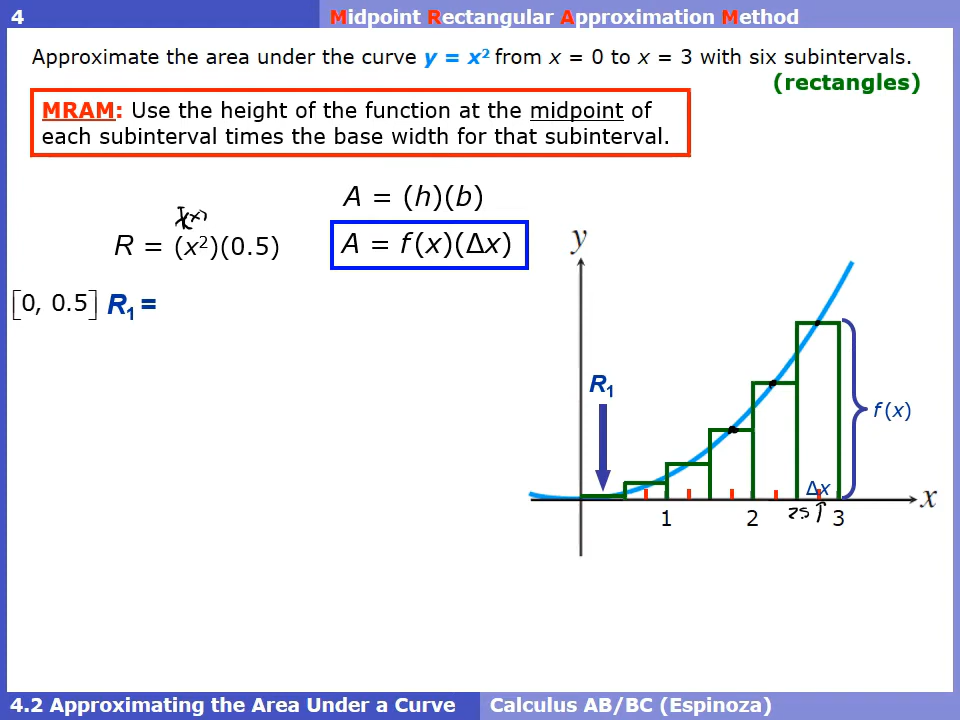 4
Midpoint Rectangular Approximation Method
Approximate the area under the curve y = x² from x = 0 to x = 3 with six subintervals.
(rectangles)
MRAM: Use the height of the function at the midpoint of
each subinterval times the base width for that subinterval.
A = (h)(b)
f(x)
R = (x²)(0.5)
A = f(x)(Δx)
[0, 0.5] R₁ =
y
R₁
f(x)
Δx
x
1
2
2.5
3
4.2 Approximating the Area Under a Curve
Calculus AB/BC (Espinoza)